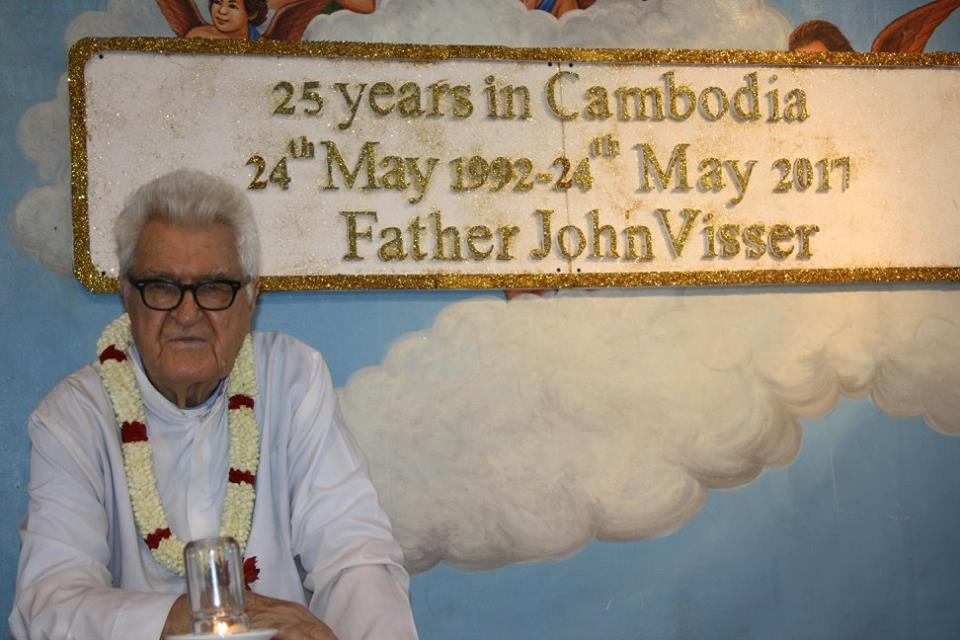 25 years in Cambodia
24th May 1992-24th May 2017
Father John Visser